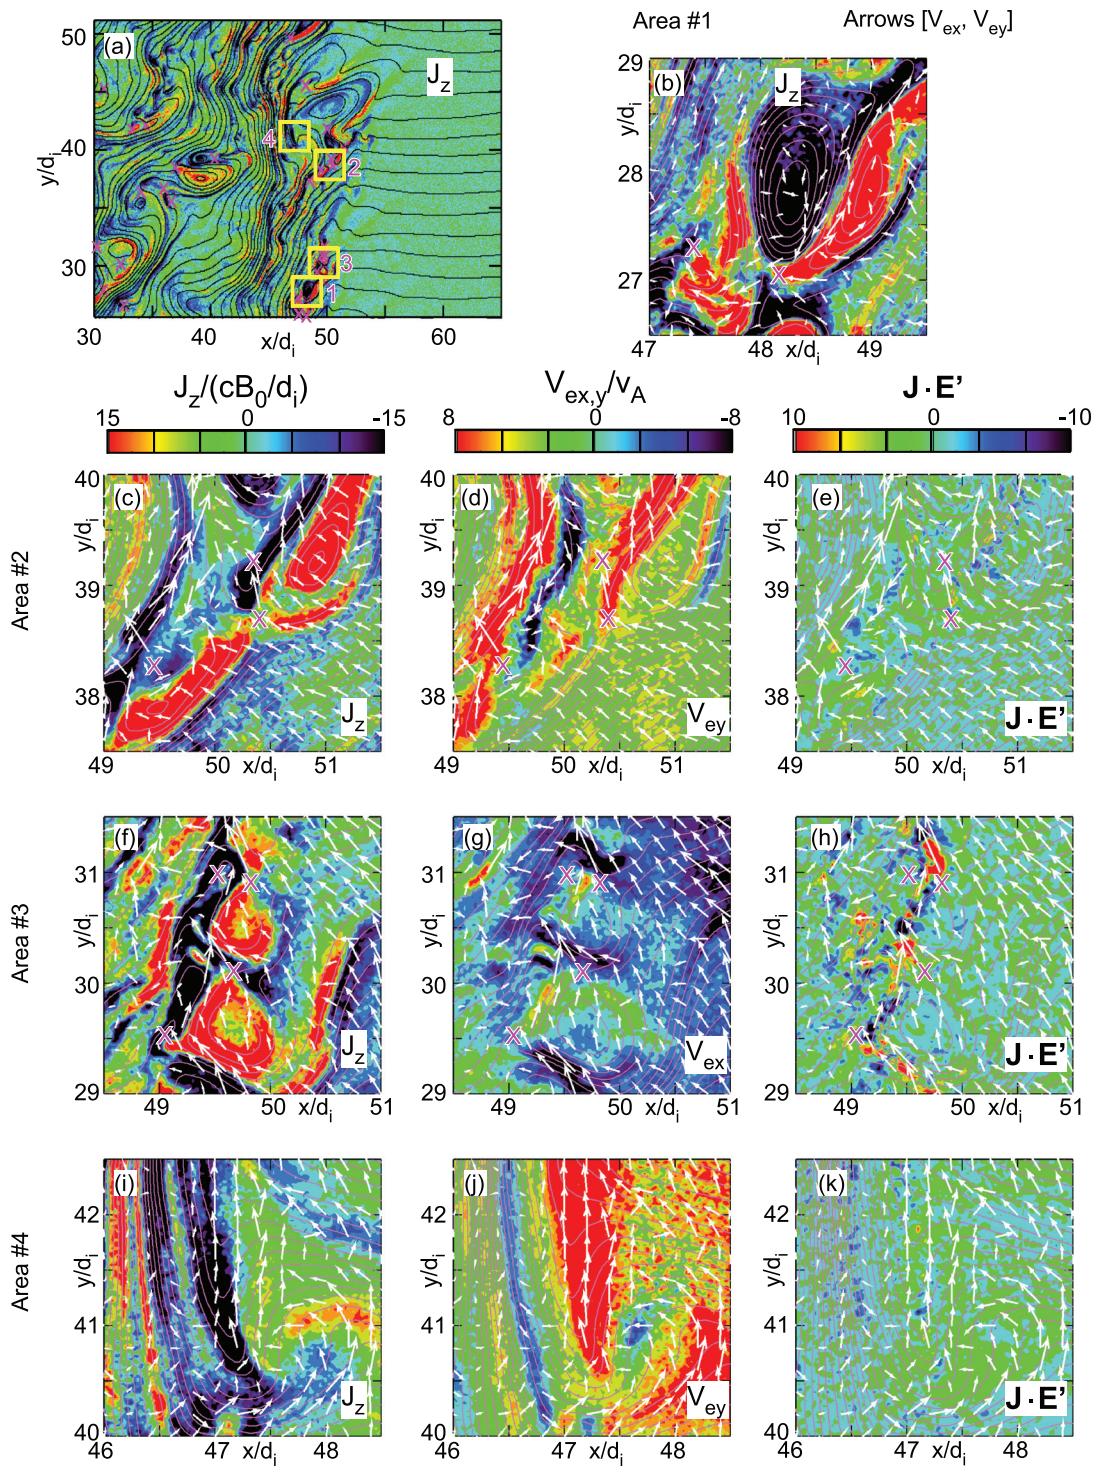 Area #1 Arrows [V_ex, V_ey]
(a) J_z
50
40
30
y/d_i
4
2
3
1
30 40 50 60
x/d_i
(b) J_z
29
28
27
y/d_i
47 48 49
x/d_i
J_z/(cB_0/d_i)
15 0 -15
V_ex,y/v_A
8 0 -8
J·E'
10 0 -10
Area #2
(c) J_z
40
39
38
y/d_i
49 50 51
x/d_i
(d) V_ey
40
39
38
y/d_i
49 50 51
x/d_i
(e) J·E'
40
39
38
y/d_i
49 50 51
x/d_i
Area #3
(f) J_z
31
30
29
y/d_i
49 50 51
x/d_i
(g) V_ex
31
30
29
y/d_i
49 50 51
x/d_i
(h) J·E'
31
30
29
y/d_i
49 50 51
x/d_i
Area #4
(i) J_z
42
41
40
y/d_i
46 47 48
x/d_i
(j) V_ey
42
41
40
y/d_i
46 47 48
x/d_i
(k) J·E'
42
41
40
y/d_i
46 47 48
x/d_i